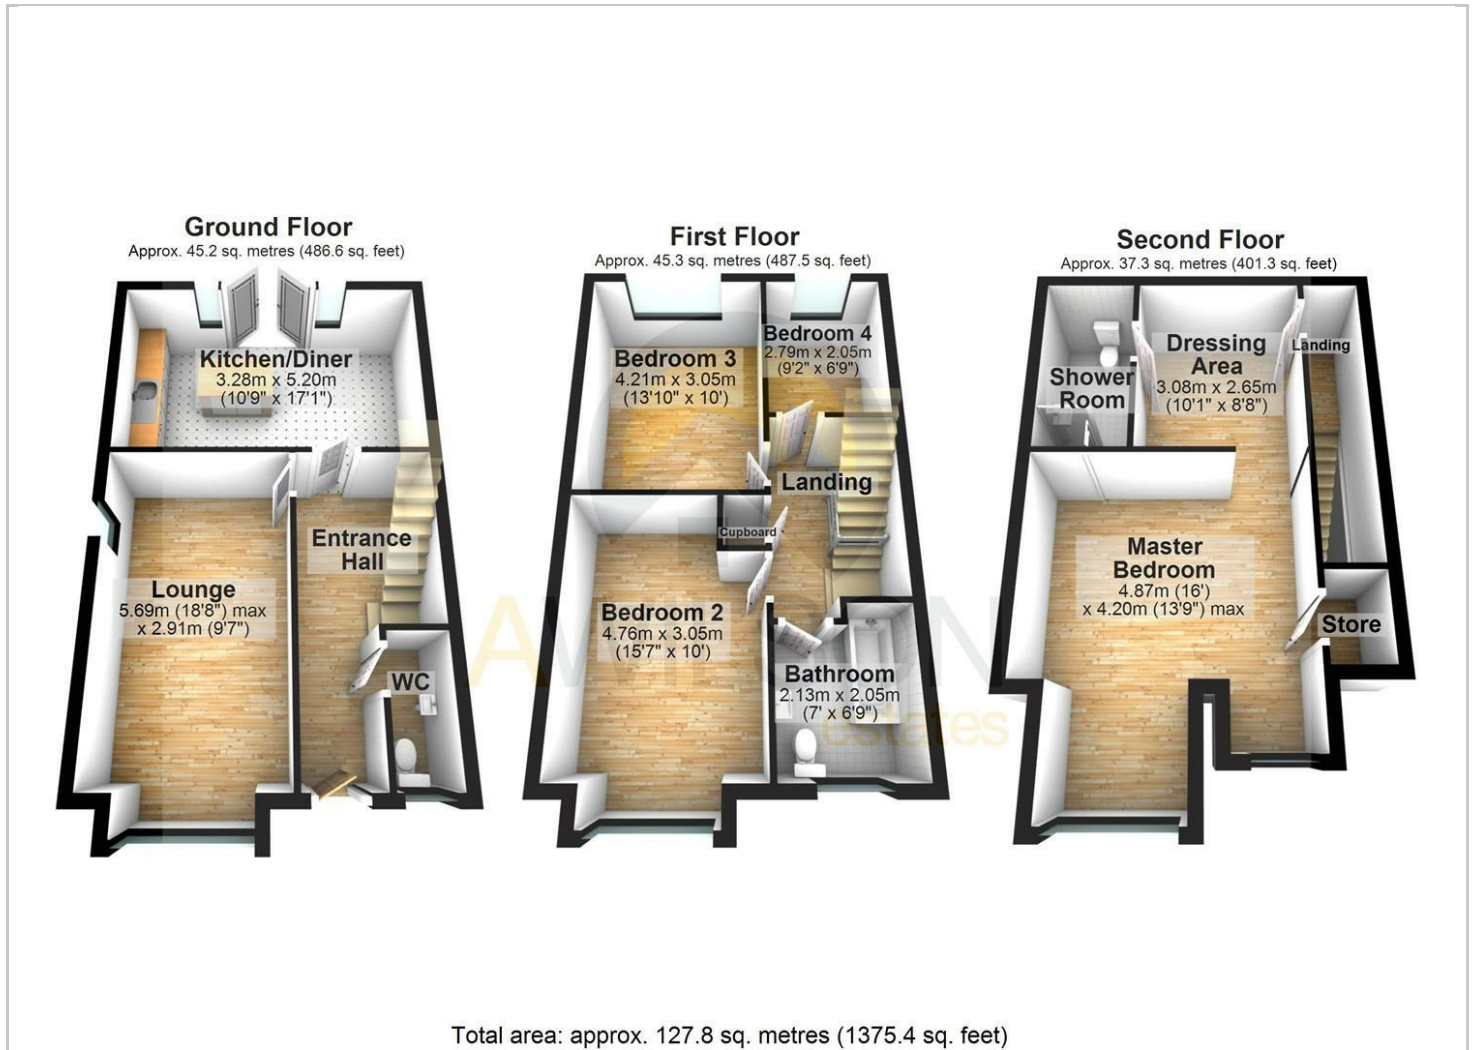 Ground Floor
Approx. 45.2 sq. metres (486.6 sq. feet)
Kitchen/Diner
3.28m x 5.20m
(10'9" x 17'1")
Entrance
Hall
Lounge
5.69m (18'8") max
x 2.91m (9'7")
WC
First Floor
Approx. 45.3 sq. metres (487.5 sq. feet)
Bedroom 3
4.21m x 3.05m
(13'10" x 10')
Bedroom 4
2.79m x 2.05m
(9'2" x 6'9")
Landing
Cupboard
Bedroom 2
4.76m x 3.05m
(15'7" x 10')
Bathroom
2.13m x 2.05m
(7' x 6'9")
Second Floor
Approx. 37.3 sq. metres (401.3 sq. feet)
Shower
Room
Dressing
Area
3.08m x 2.65m
(10'1" x 8'8")
Landing
Master
Bedroom
4.87m (16')
x 4.20m (13'9") max
Store
AWILSON
estates
Total area: approx. 127.8 sq. metres (1375.4 sq. feet)